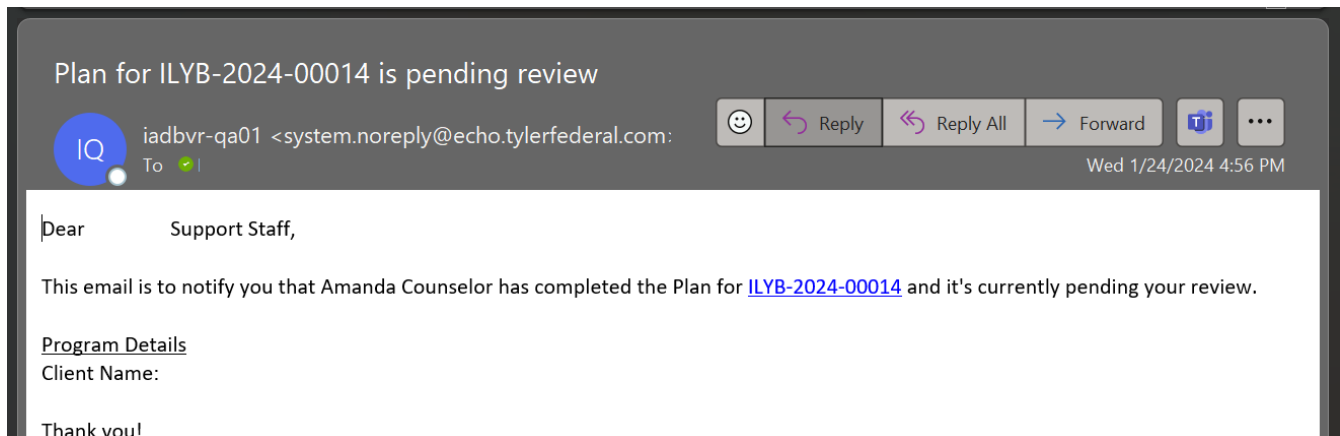 Plan for ILYB-2024-00014 is pending review
IQ
iadbvr-qa01 <system.noreply@echo.tylerfederal.com>
Reply
Reply All
Forward
To
Wed 1/24/2024 4:56 PM
Dear Support Staff,
This email is to notify you that Amanda Counselor has completed the Plan for ILYB-2024-00014 and it's currently pending your review.
Program Details
Client Name:
Thank you!